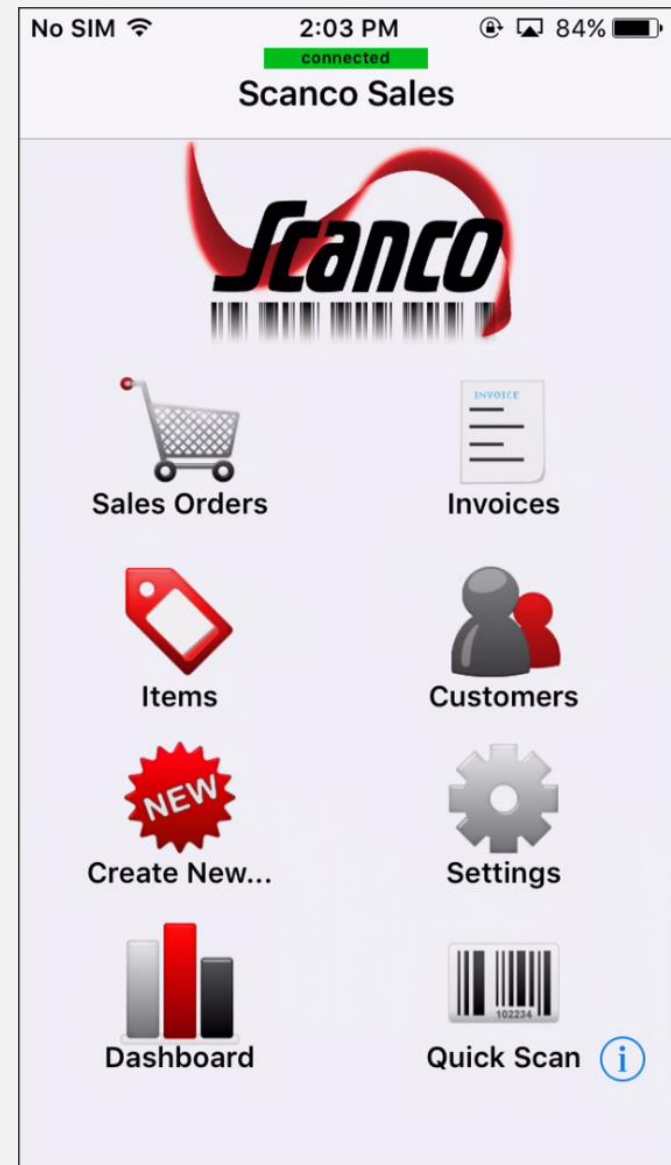 No SIM 2:03 PM 84%
connected
Scanco Sales
Scanco
INVOICE
Sales Orders Invoices
Items Customers
NEW
Create New... Settings
102234
Dashboard Quick Scan i